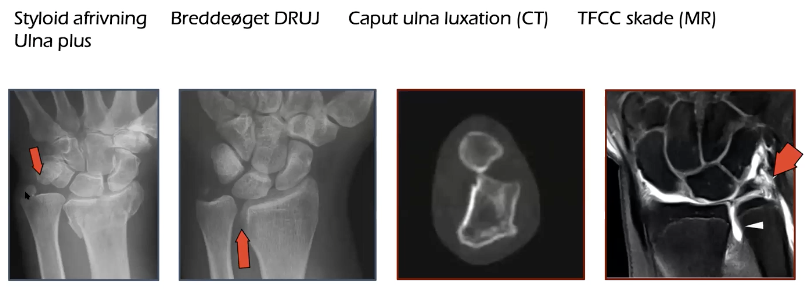 Styloid afrivning
Ulna plus
Breddeøget DRUJ
Caput ulna luxation (CT)
TFCC skade (MR)